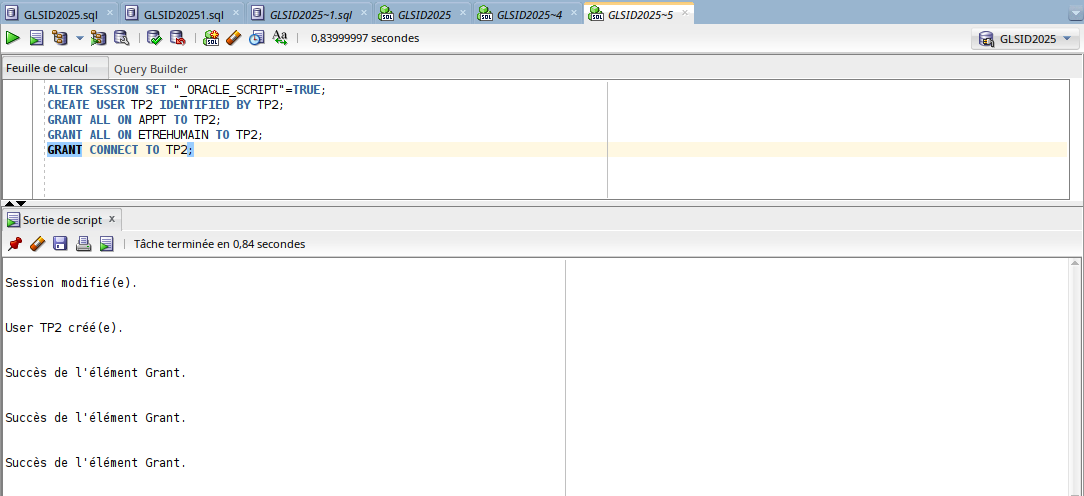 GLSID2025.sql GLSID20251.sql GLSID2025~1.sql GLSID2025 GLSID2025~4 GLSID2025~5
0,83999997 secondes GLSID2025
Feuille de calcul Query Builder
ALTER SESSION SET "_ORACLE_SCRIPT"=TRUE;
CREATE USER TP2 IDENTIFIED BY TP2;
GRANT ALL ON APPT TO TP2;
GRANT ALL ON ETREHUMAIN TO TP2;
GRANT CONNECT TO TP2;
Sortie de script
Tâche terminée en 0,84 secondes
Session modifié(e).
User TP2 créé(e).
Succès de l'élément Grant.
Succès de l'élément Grant.
Succès de l'élément Grant.